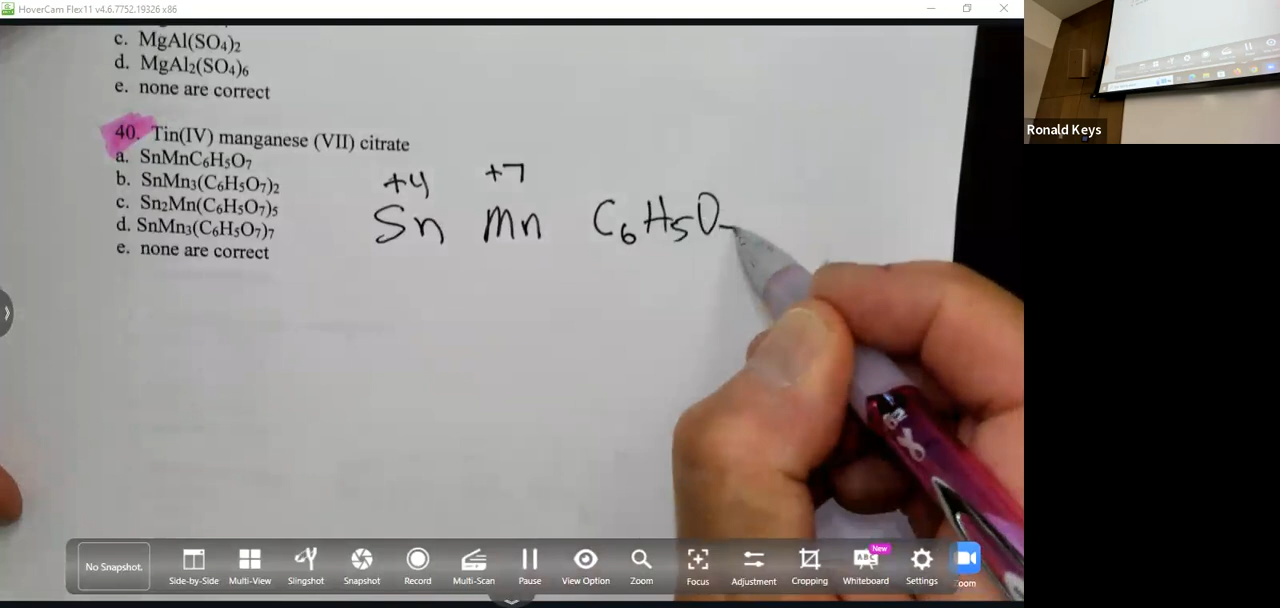 HoverCam Flex11 v4.6.7752.19326 x86
c. MgAl(SO₄)₂
d. MgAl₂(SO₄)₆
e. none are correct
40. Tin(IV) manganese (VII) citrate
a. SnMnC₆H₅O₇
b. SnMn₃(C₆H₅O₇)₂
c. Sn₂Mn(C₆H₅O₇)₅
d. SnMn₃(C₆H₅O₇)₇
e. none are correct
+4 +7
Sn Mn C₆H₅O
Ronald Keys
No Snapshot.
Side-by-Side
Multi-View
Slingshot
Snapshot
Record
Multi-Scan
Pause
View Option
Zoom
Focus
Adjustment
Cropping
New
ABC
Whiteboard
Settings
Zoom